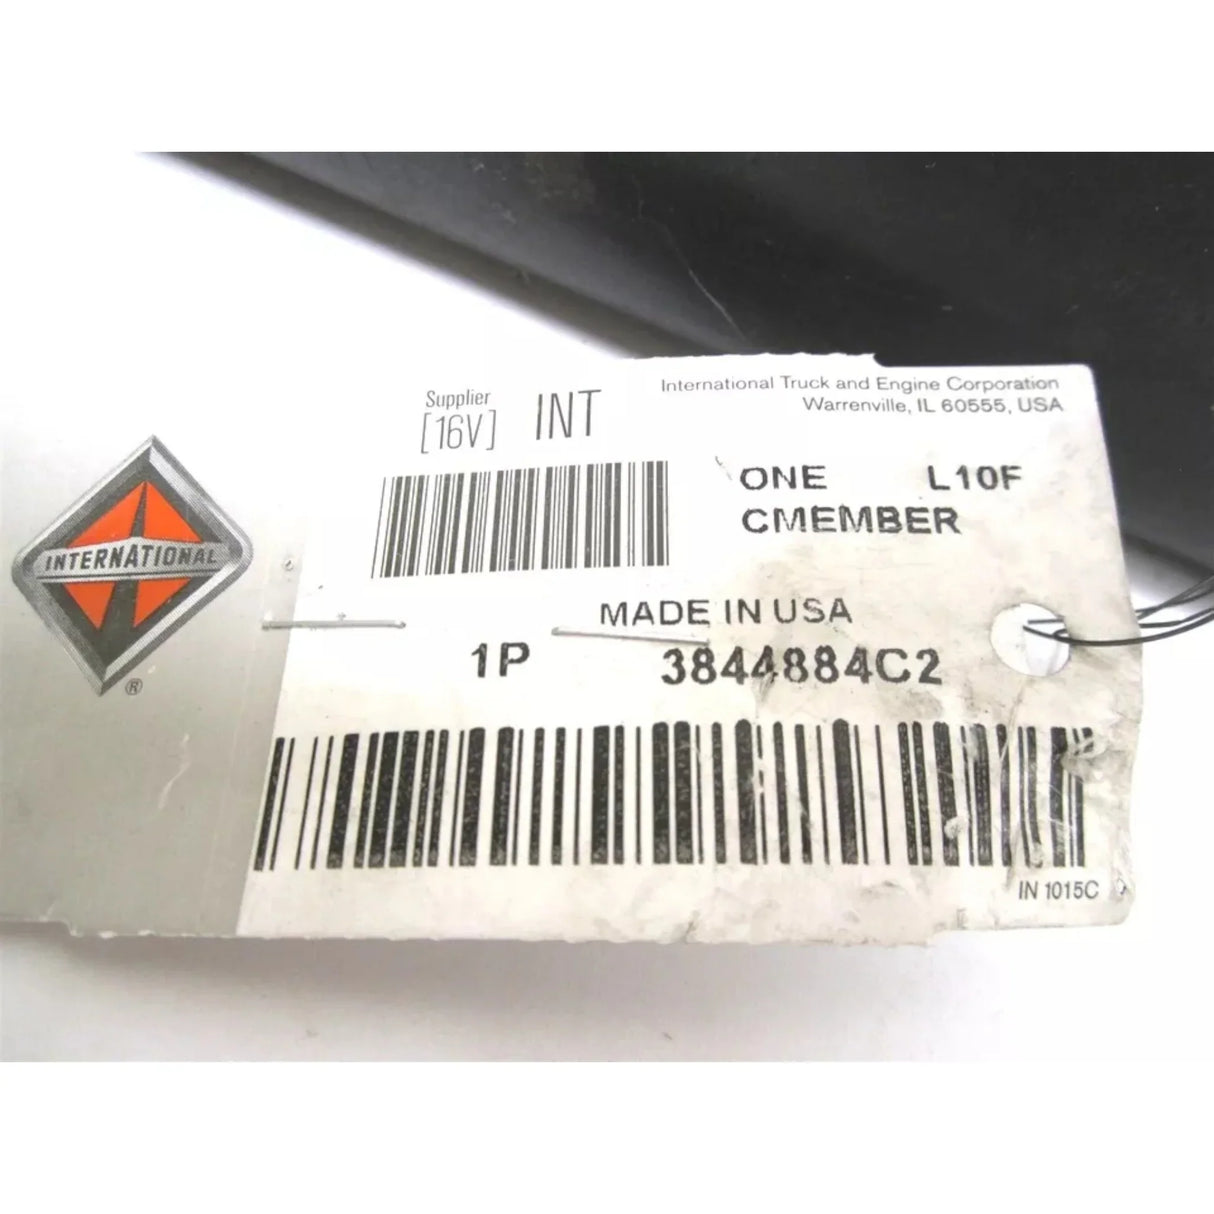 Supplier
[16V] INT
International Truck and Engine Corporation
Warrenville, IL 60555, USA
ONE L10F
CMEMBER
INTERNATIONAL
®
MADE IN USA
1P 3844884C2
IN 1015C